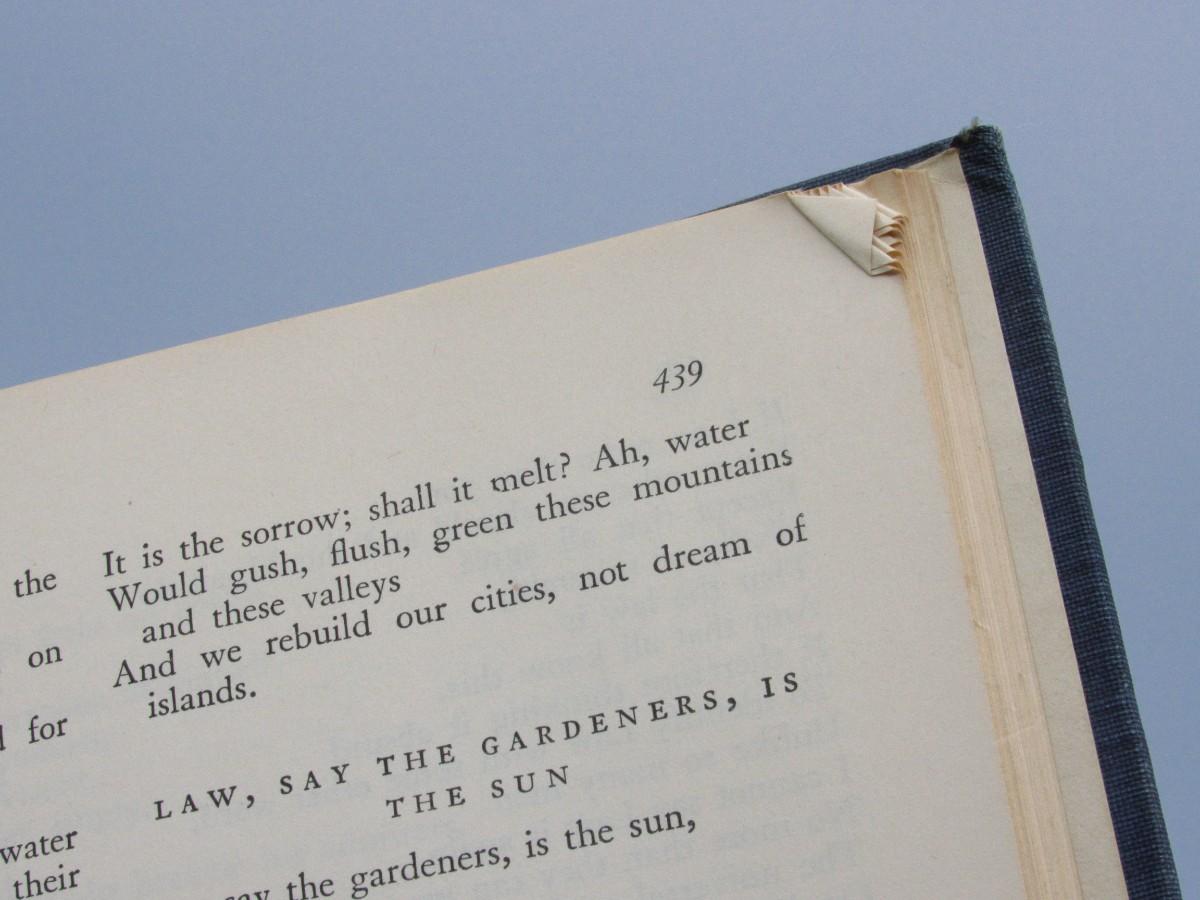 439
the
on
for
water
their
It is the sorrow; shall it melt? Ah, water
Would gush, flush, green these mountains
and these valleys
And we rebuild our cities, not dream of
islands.
LAW, SAY THE GARDENERS, IS
THE SUN
say the gardeners, is the sun,